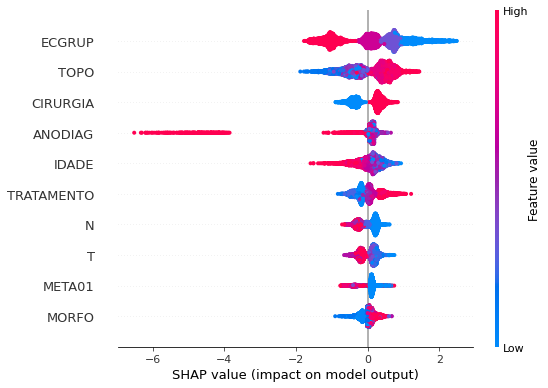 High
ECGRUP
TOPO
CIRURGIA
ANODIAG
IDADE
TRATAMENTO
N
T
META01
MORFO
Feature value
Low
−6 −4 −2 0 2
SHAP value (impact on model output)